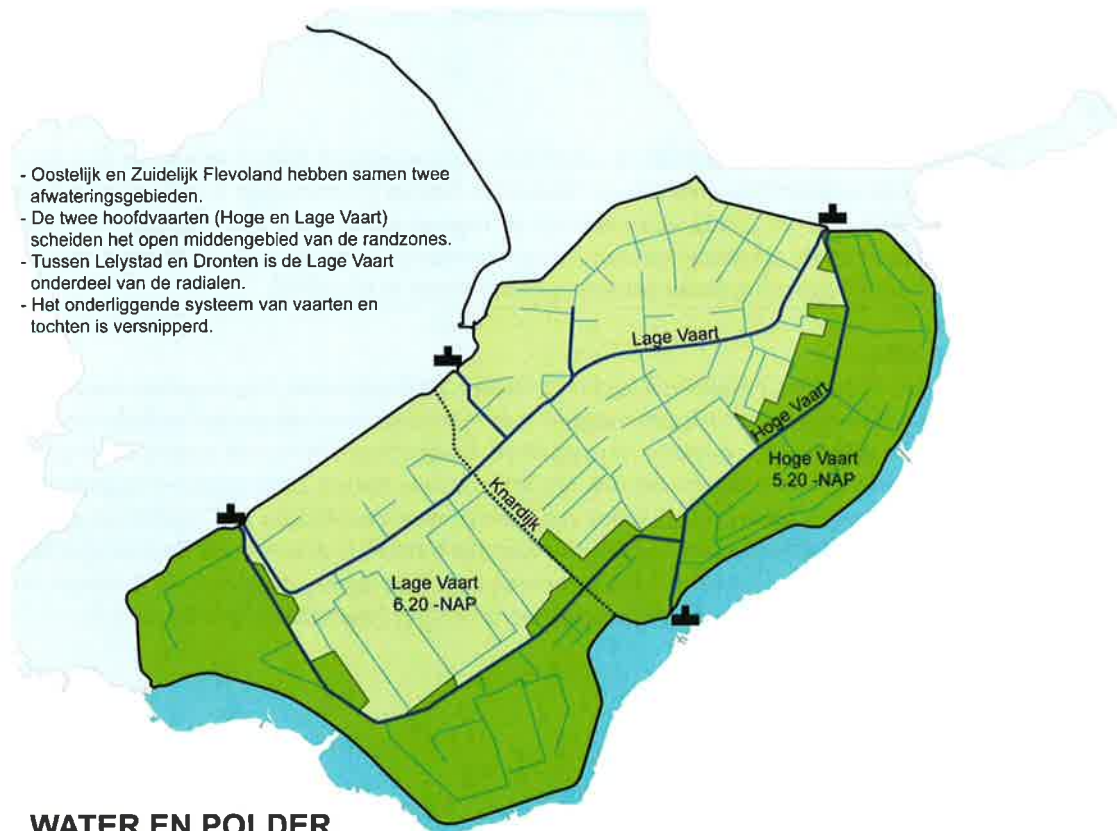 - Oostelijk en Zuidelijk Flevoland hebben samen twee
afwateringsgebieden.
- De twee hoofdvaarten (Hoge en Lage Vaart)
scheiden het open middengebied van de randzones.
- Tussen Lelystad en Dronten is de Lage Vaart
onderdeel van de radialen.
- Het onderliggende systeem van vaarten en
tochten is versnipperd.
Lage Vaart
Hoge Vaart
Hoge Vaart
5.20 -NAP
Knardijk
Lage Vaart
6.20 -NAP
WATER EN POLDER